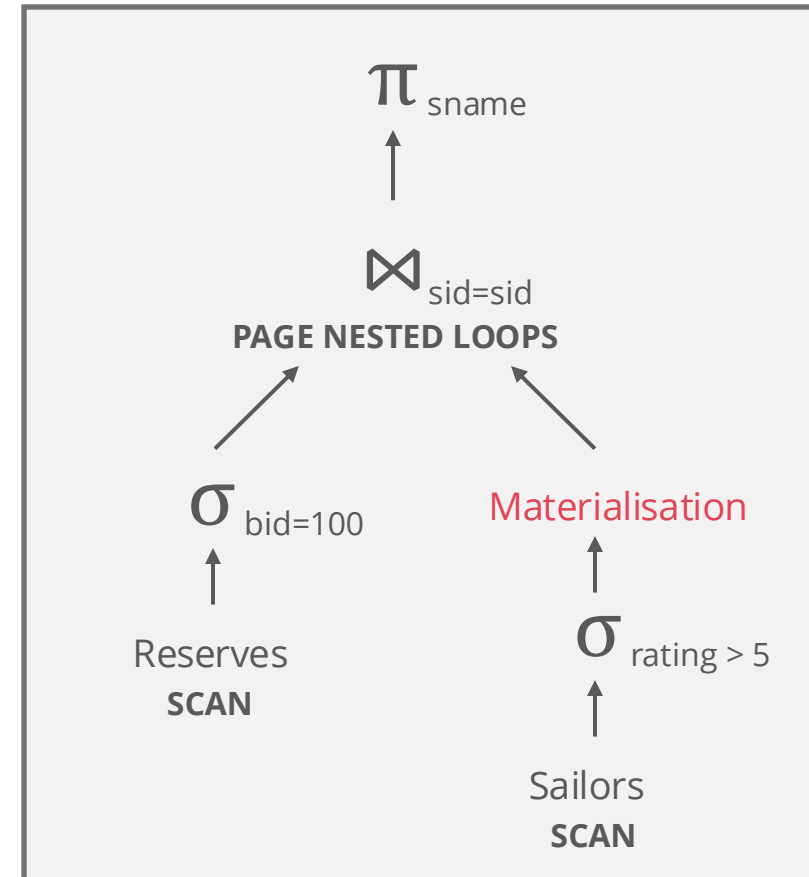 π sname
⋈ sid=sid
PAGE NESTED LOOPS
σ bid=100
Materialisation
Reserves
SCAN
σ rating > 5
Sailors
SCAN